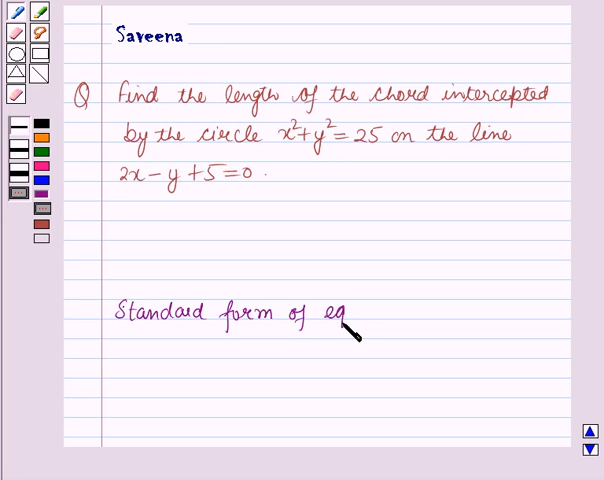 Saveena
Q Find the length of the chord intercepted
by the circle x²+y²= 25 on the line
2x - y +5=0.
Standard form of eq